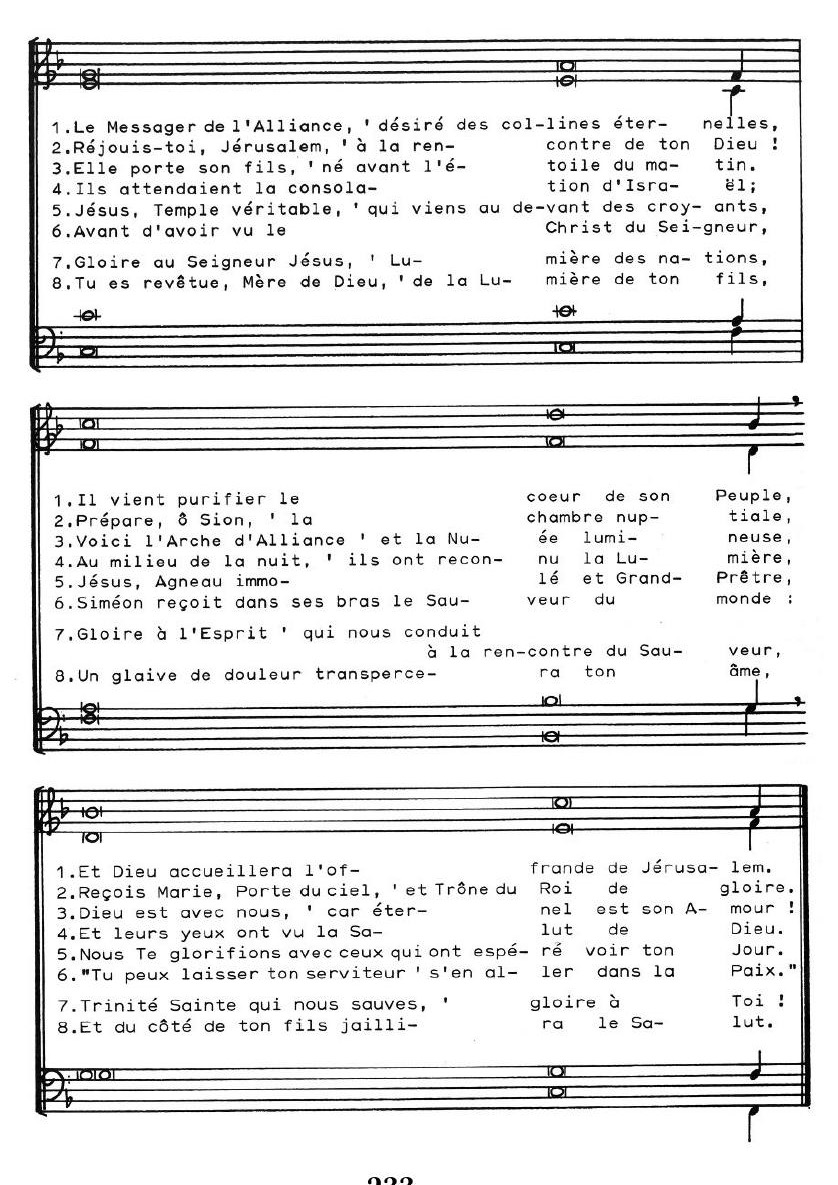 1.Le Messager de l'Alliance, ' désiré des col-lines éter- nelles,
2.Réjouis-toi, Jérusalem, ' à la ren- contre de ton Dieu !
3.Elle porte son fils, ' né avant l'é- toile du ma- tin.
4.Ils attendaient la consola- tion d'Isra- ël;
5.Jésus, Temple véritable, ' qui viens au de-vant des croy- ants,
6.Avant d'avoir vu le Christ du Sei-gneur,
7.Gloire au Seigneur Jésus, ' Lu- mière des na- tions,
8.Tu es revêtue, Mère de Dieu, ' de la Lu- mière de ton fils,
1.Il vient purifier le coeur de son Peuple,
2.Prépare, ô Sion, ' la chambre nup- tiale,
3.Voici l'Arche d'Alliance ' et la Nu- ée lumi- neuse,
4.Au milieu de la nuit, ' ils ont recon- nu la Lu- mière,
5.Jésus, Agneau immo- lé et Grand- Prêtre,
6.Siméon reçoit dans ses bras le Sau- veur du monde :
7.Gloire à l'Esprit ' qui nous conduit
à la ren-contre du Sau- veur,
8.Un glaive de douleur transperce- ra ton âme,
1.Et Dieu accueillera l'of- frande de Jérusa- lem.
2.Reçois Marie, Porte du ciel, ' et Trône du Roi de gloire.
3.Dieu est avec nous, ' car éter- nel est son A- mour !
4.Et leurs yeux ont vu la Sa- lut de Dieu.
5.Nous Te glorifions avec ceux qui ont espé- ré voir ton Jour.
6."Tu peux laisser ton serviteur ' s'en al- ler dans la Paix."
7.Trinité Sainte qui nous sauves, ' gloire à Toi !
8.Et du côté de ton fils jailli- ra le Sa- lut.